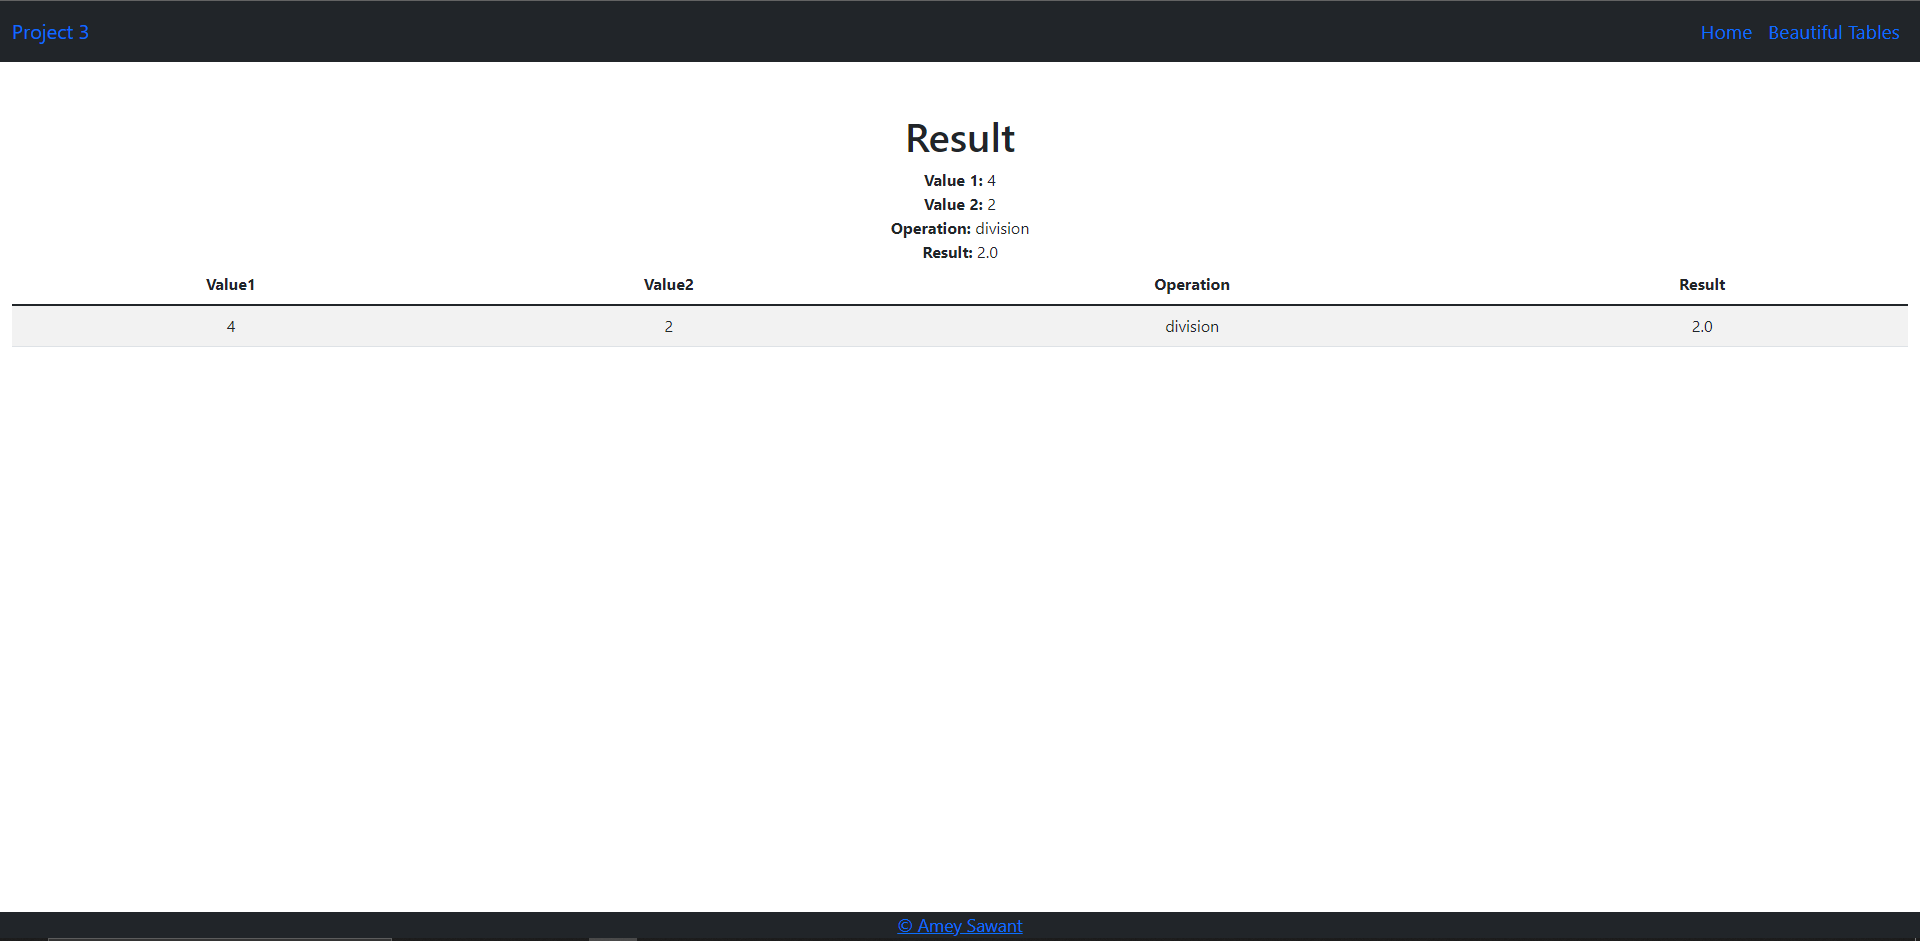 Project 3 Home Beautiful Tables
Result
Value 1: 4
Value 2: 2
Operation: division
Result: 2.0
Value1 Value2 Operation Result
4 2 division 2.0
© Amey Sawant